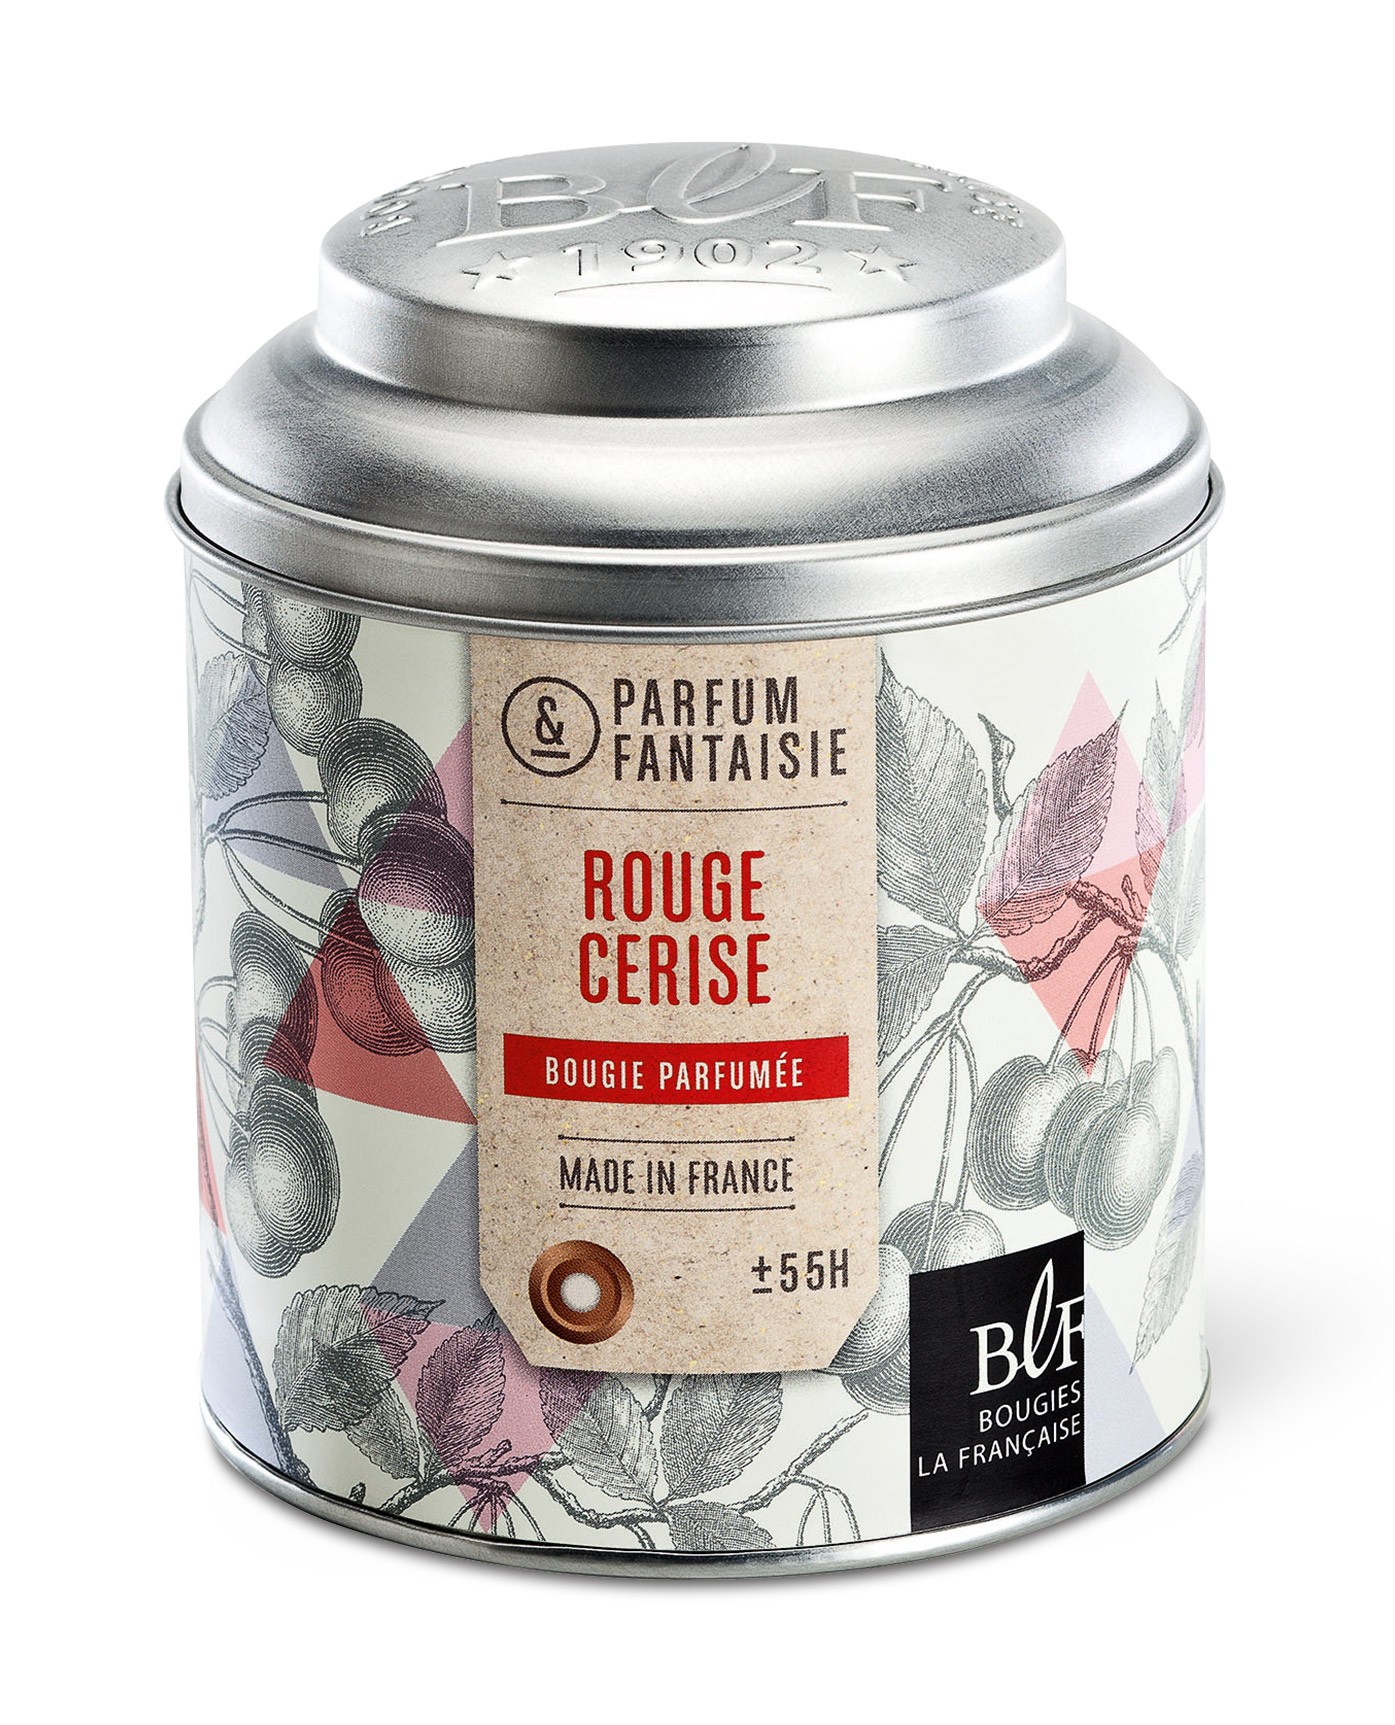 BlF
1902
&
PARFUM
FANTAISIE
ROUGE
CERISE
BOUGIE PARFUMÉE
MADE IN FRANCE
±55H
BlF
BOUGIES
LA FRANÇAISE